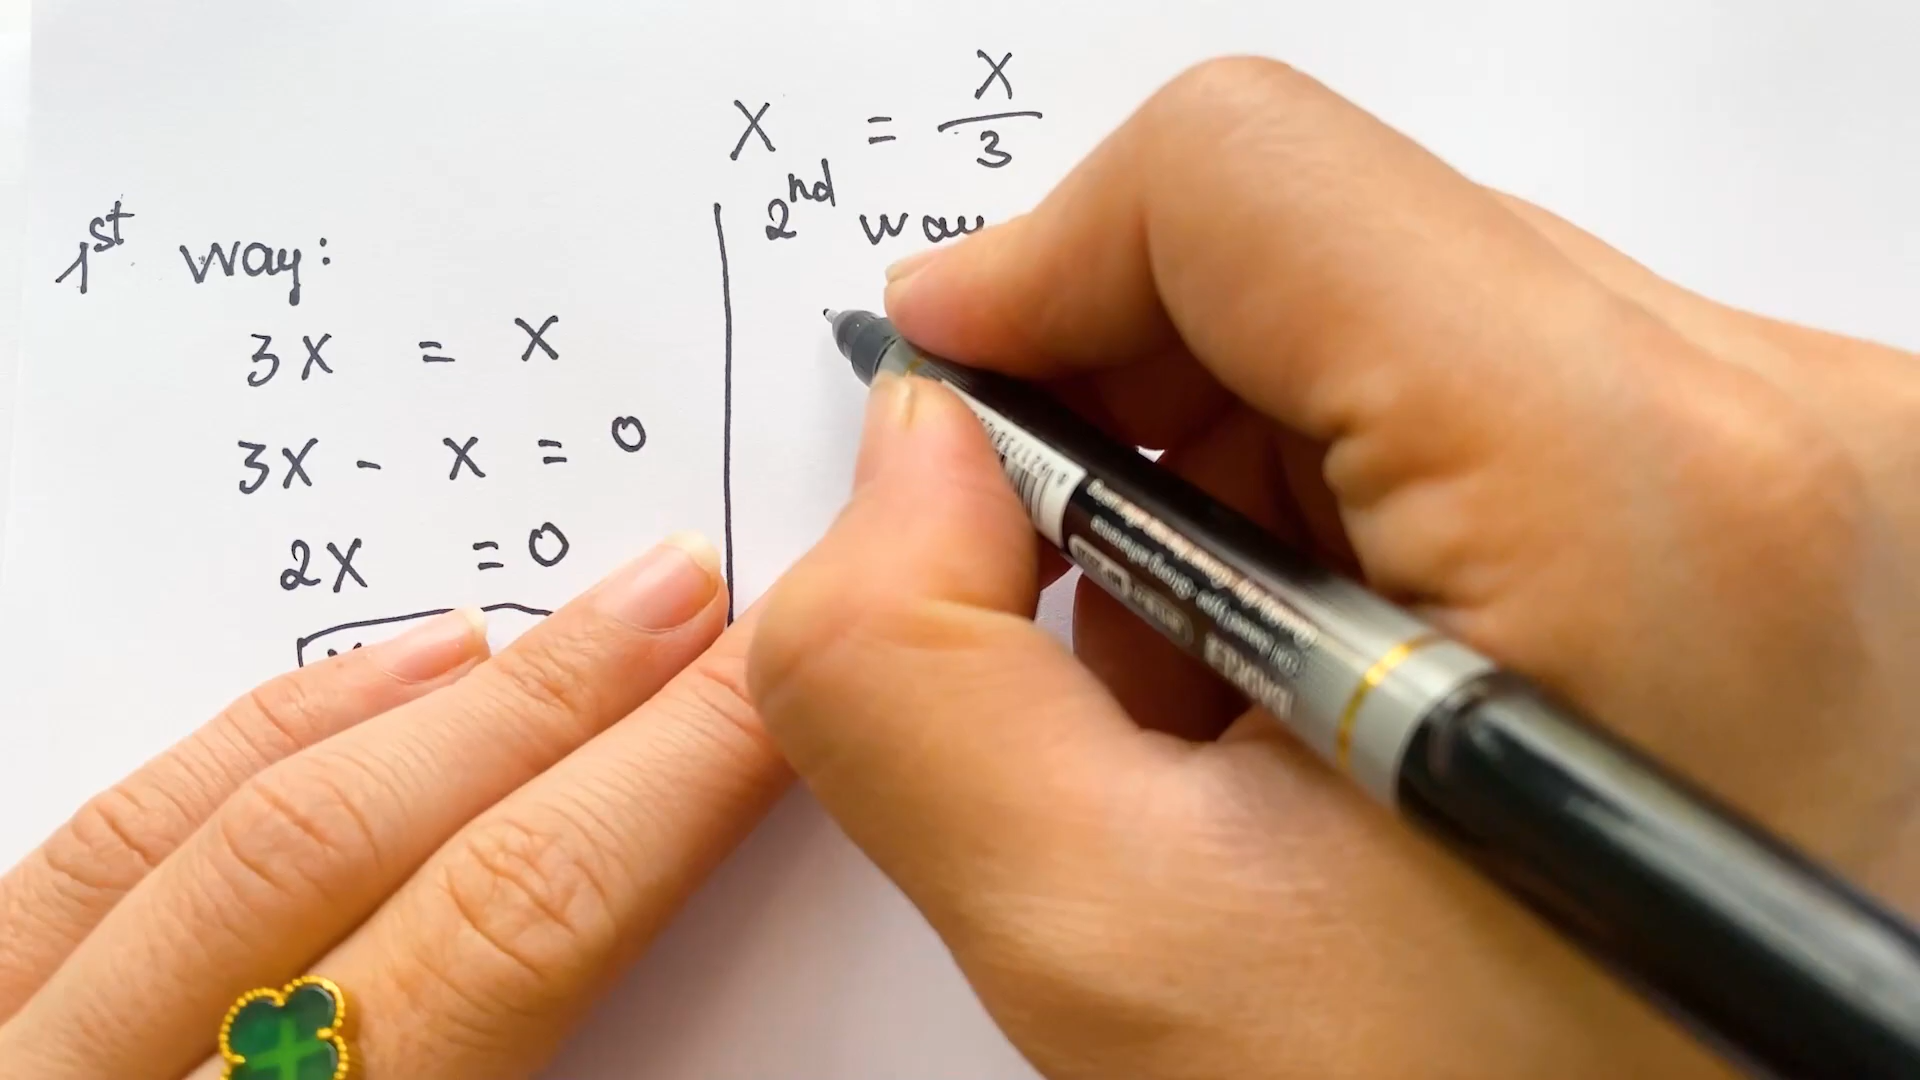 X = X/3
1st way:
3X = X
3X - X = 0
2X = 0
2nd way